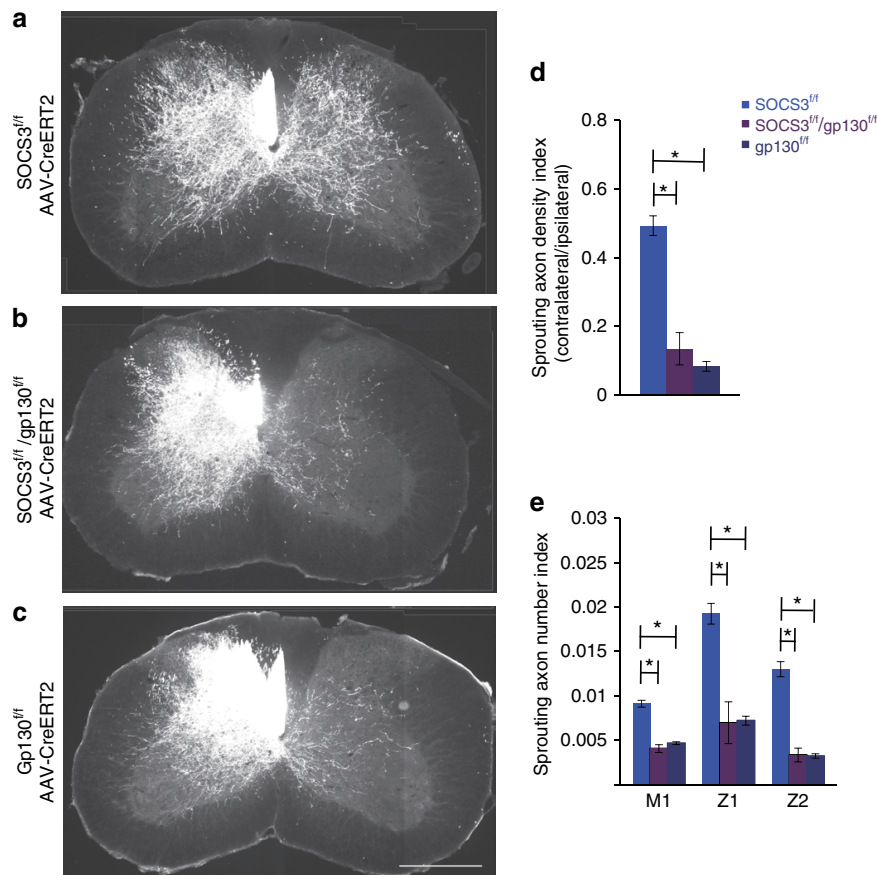 a
SOCS3f/f
AAV-CreERT2
b
SOCS3f/f/gp130f/f
AAV-CreERT2
c
Gp130f/f
AAV-CreERT2
d
SOCS3f/f
SOCS3f/f/gp130f/f
gp130f/f
Sprouting axon density index
(contralateral/ipsilateral)
0.8
0.6
0.4
0.2
0
*
*
e
Sprouting axon number index
0.03
0.025
0.02
0.015
0.01
0.005
*
*
*
*
*
*
M1
Z1
Z2